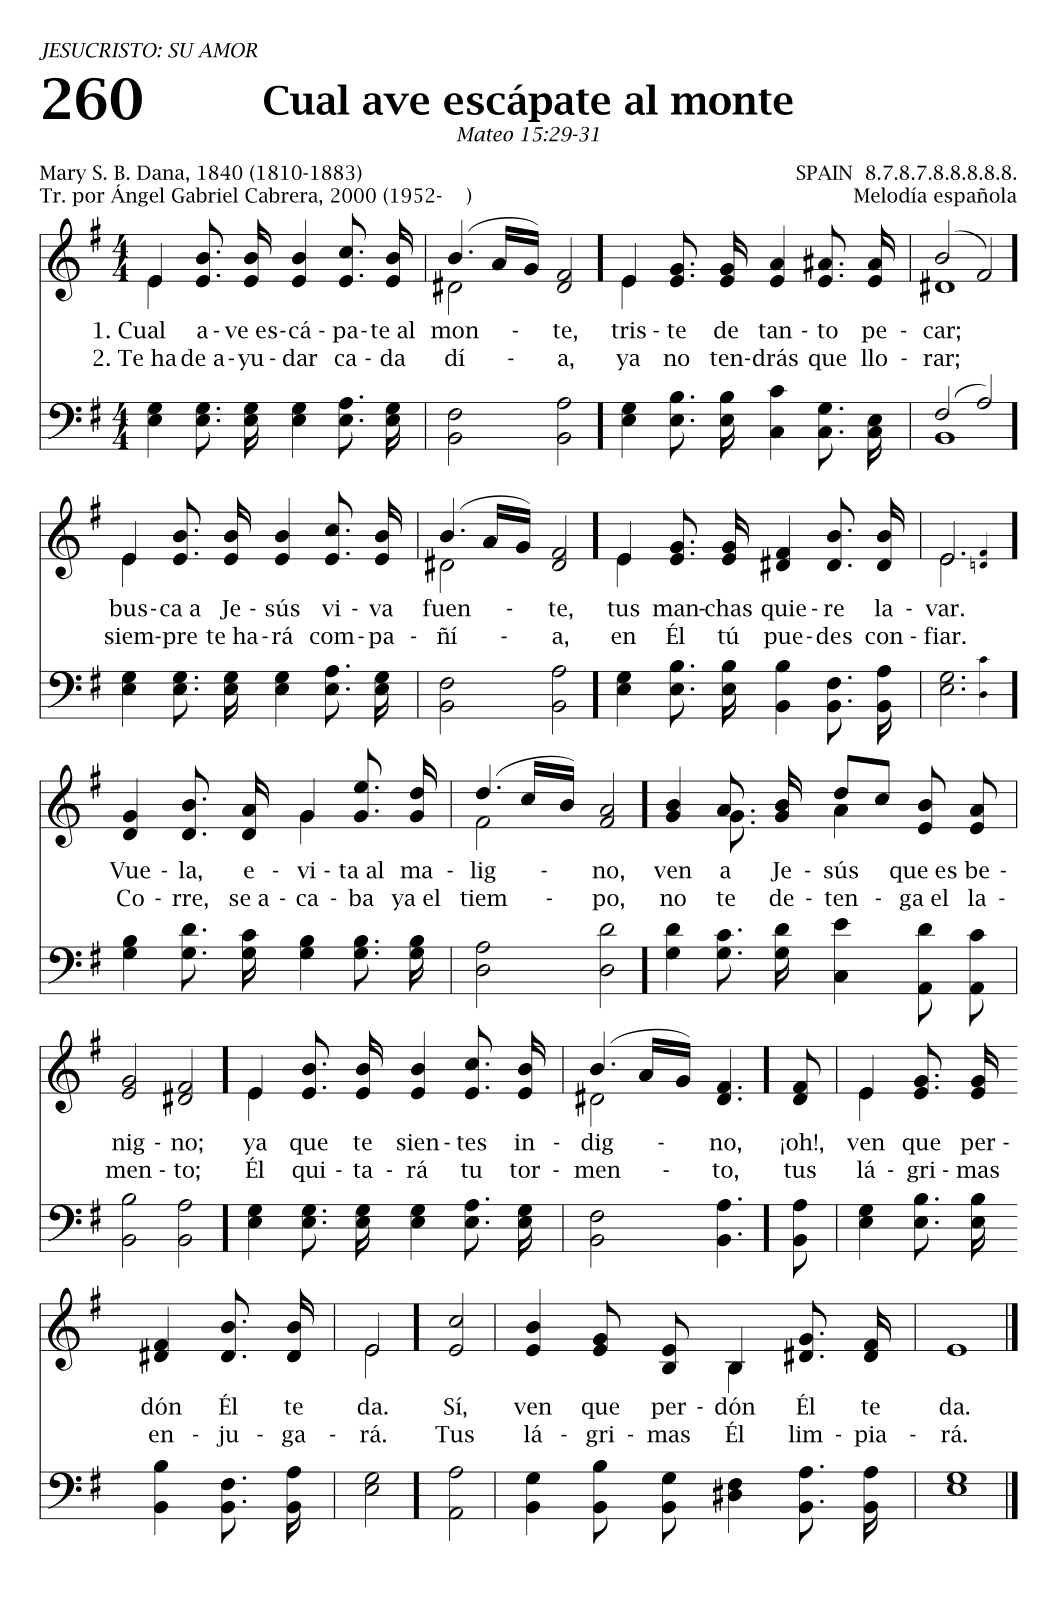 JESUCRISTO: SU AMOR
260 Cual ave escápate al monte
Mateo 15:29-31
Mary S. B. Dana, 1840 (1810-1883) SPAIN 8.7.8.7.8.8.8.8.8.
Tr. por Ángel Gabriel Cabrera, 2000 (1952- ) Melodía española
1. Cual a - ve es - cá - pa - te al mon - te, tris - te de tan - to pe - car;
2. Te ha de a - yu - dar ca - da dí - a, ya no ten - drás que llo - rar;
bus - ca a Je - sús vi - va fuen - te, tus man - chas quie - re la - var.
siem - pre te ha - rá com - pa - ñí - a, en Él tú pue - des con - fiar.
Vue - la, e - vi - ta al ma - lig - no, ven a Je - sús que es be -
Co - rre, se a - ca - ba ya el tiem - po, no te de - ten - ga el la -
nig - no; ya que te sien - tes in - dig - no, ¡oh!, ven que per -
men - to; Él qui - ta - rá tu tor - men - to, tus lá - gri - mas
dón Él te da. Sí, ven que per - dón Él te da.
en - ju - ga - rá. Tus lá - gri - mas Él lim - pia - rá.